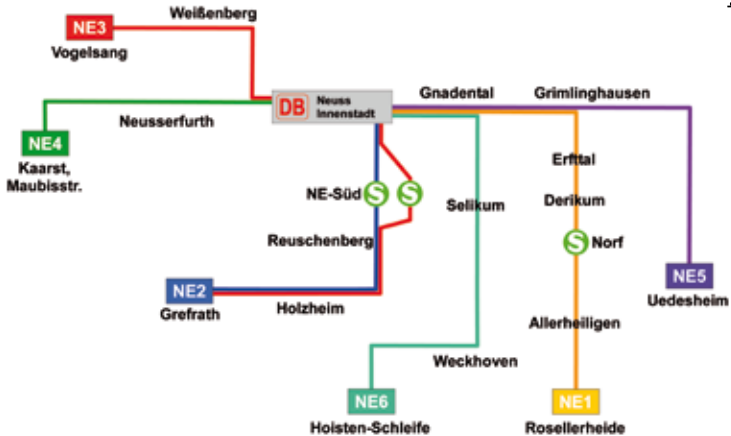 Weißenberg
NE3
Vogelsang
DB Neuss
Innenstadt
Gnadental
Grimlinghausen
Neusserfurth
NE4
Kaarst,
Maubisstr.
Erfttal
NE-Süd
S
S
Selikum
Derikum
Reuschenberg
S
Norf
NE5
Uedesheim
NE2
Grefrath
Holzheim
Allerheiligen
Weckhoven
NE6
Hoisten-Schleife
NE1
Rosellerheide